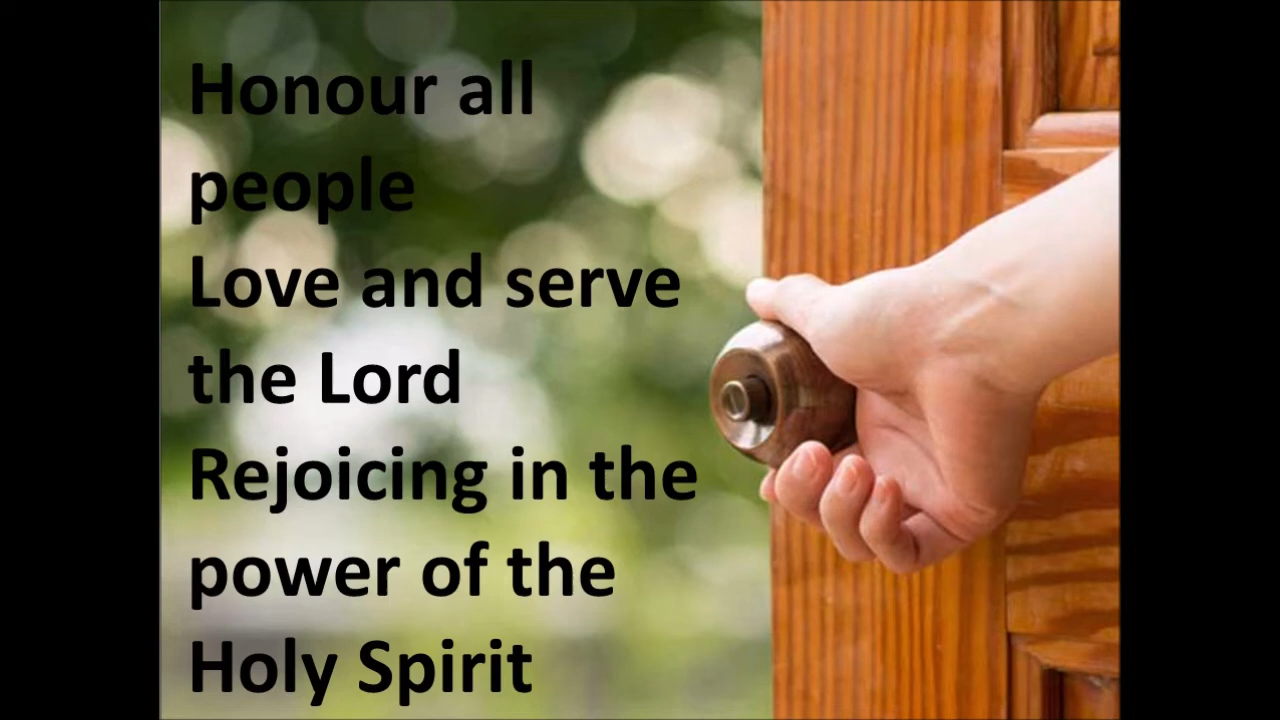 Honour all
people
Love and serve
the Lord
Rejoicing in the
power of the
Holy Spirit